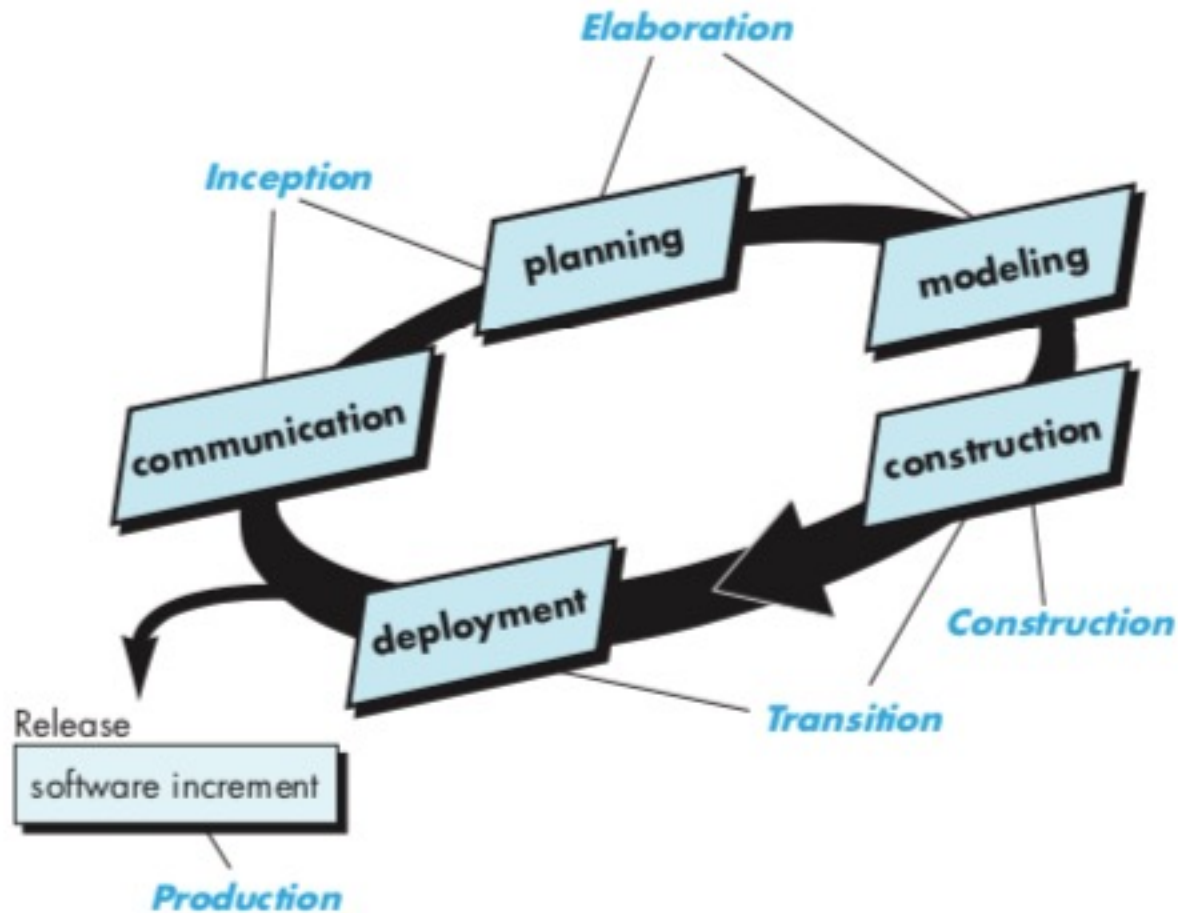 Elaboration
Inception
planning
modeling
communication
construction
deployment
Construction
Transition
Release
software increment
Production